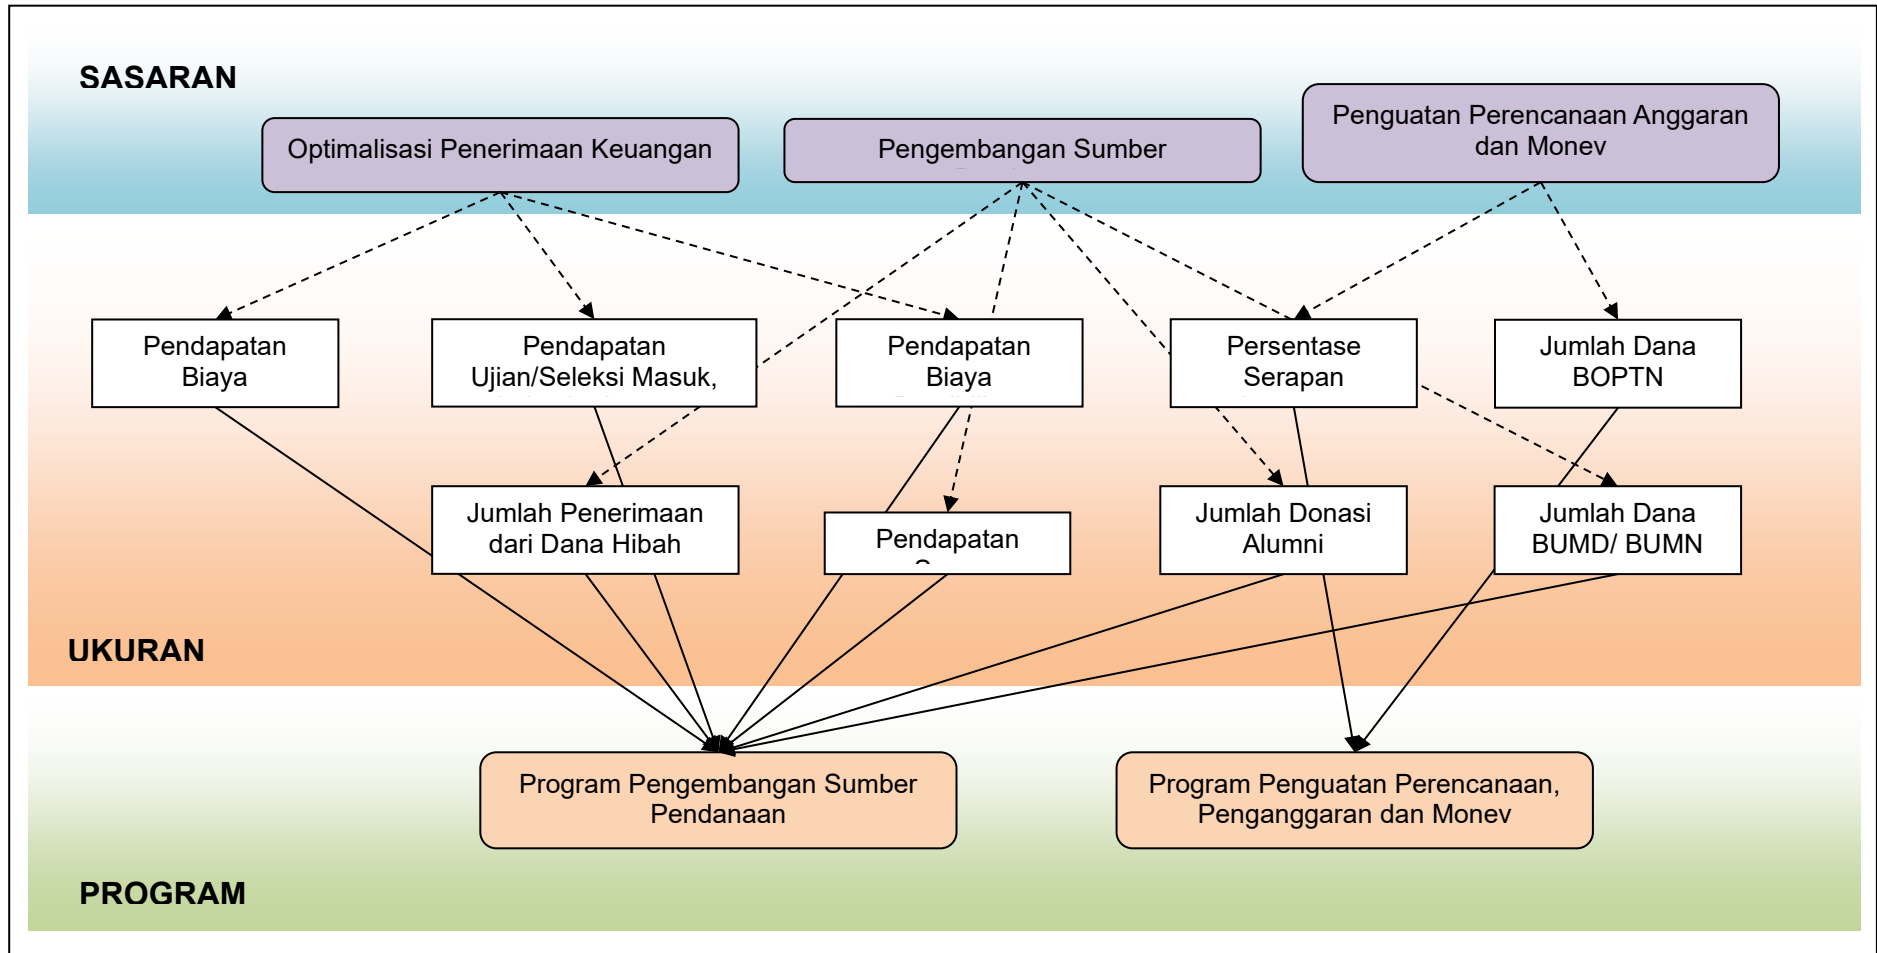 SASARAN
Optimalisasi Penerimaan Keuangan
Pengembangan Sumber
Penguatan Perencanaan Anggaran
dan Monev
Pendapatan
Biaya
Pendapatan
Ujian/Seleksi Masuk,
Pendapatan
Biaya
Persentase
Serapan
Jumlah Dana
BOPTN
Jumlah Penerimaan
dari Dana Hibah
Pendapatan
Jumlah Donasi
Alumni
Jumlah Dana
BUMD/ BUMN
UKURAN
Program Pengembangan Sumber
Pendanaan
Program Penguatan Perencanaan,
Penganggaran dan Monev
PROGRAM